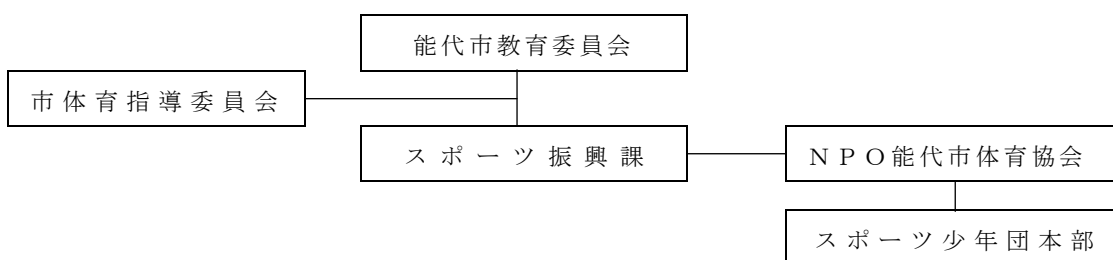 能代市教育委員会
市体育指導委員会
スポーツ振興課
ＮＰＯ能代市体育協会
スポーツ少年団本部